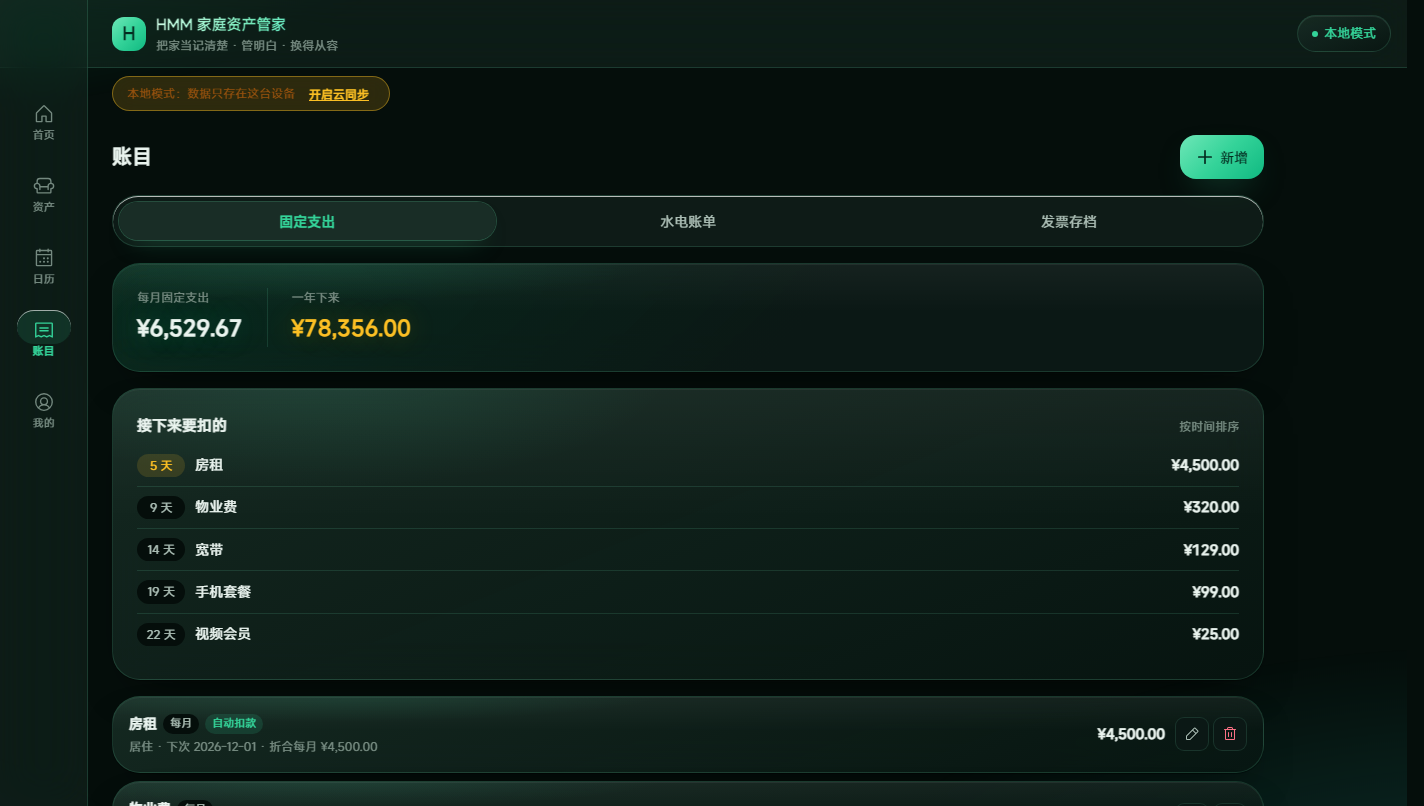 H
HMM 家庭资产管家
把家当记清楚 · 管明白 · 换得从容
本地模式
本地模式：数据只存在这台设备 开启云同步
首页
资产
日历
账目
我的
账目
新增
固定支出 水电账单 发票存档
每月固定支出 一年下来
¥6,529.67 ¥78,356.00
接下来要扣的 按时间排序
5 天 房租 ¥4,500.00
9 天 物业费 ¥320.00
14 天 宽带 ¥129.00
19 天 手机套餐 ¥99.00
22 天 视频会员 ¥25.00
房租 每月 自动扣款
居住 · 下次 2026-12-01 · 折合每月 ¥4,500.00
¥4,500.00
物业费 每月